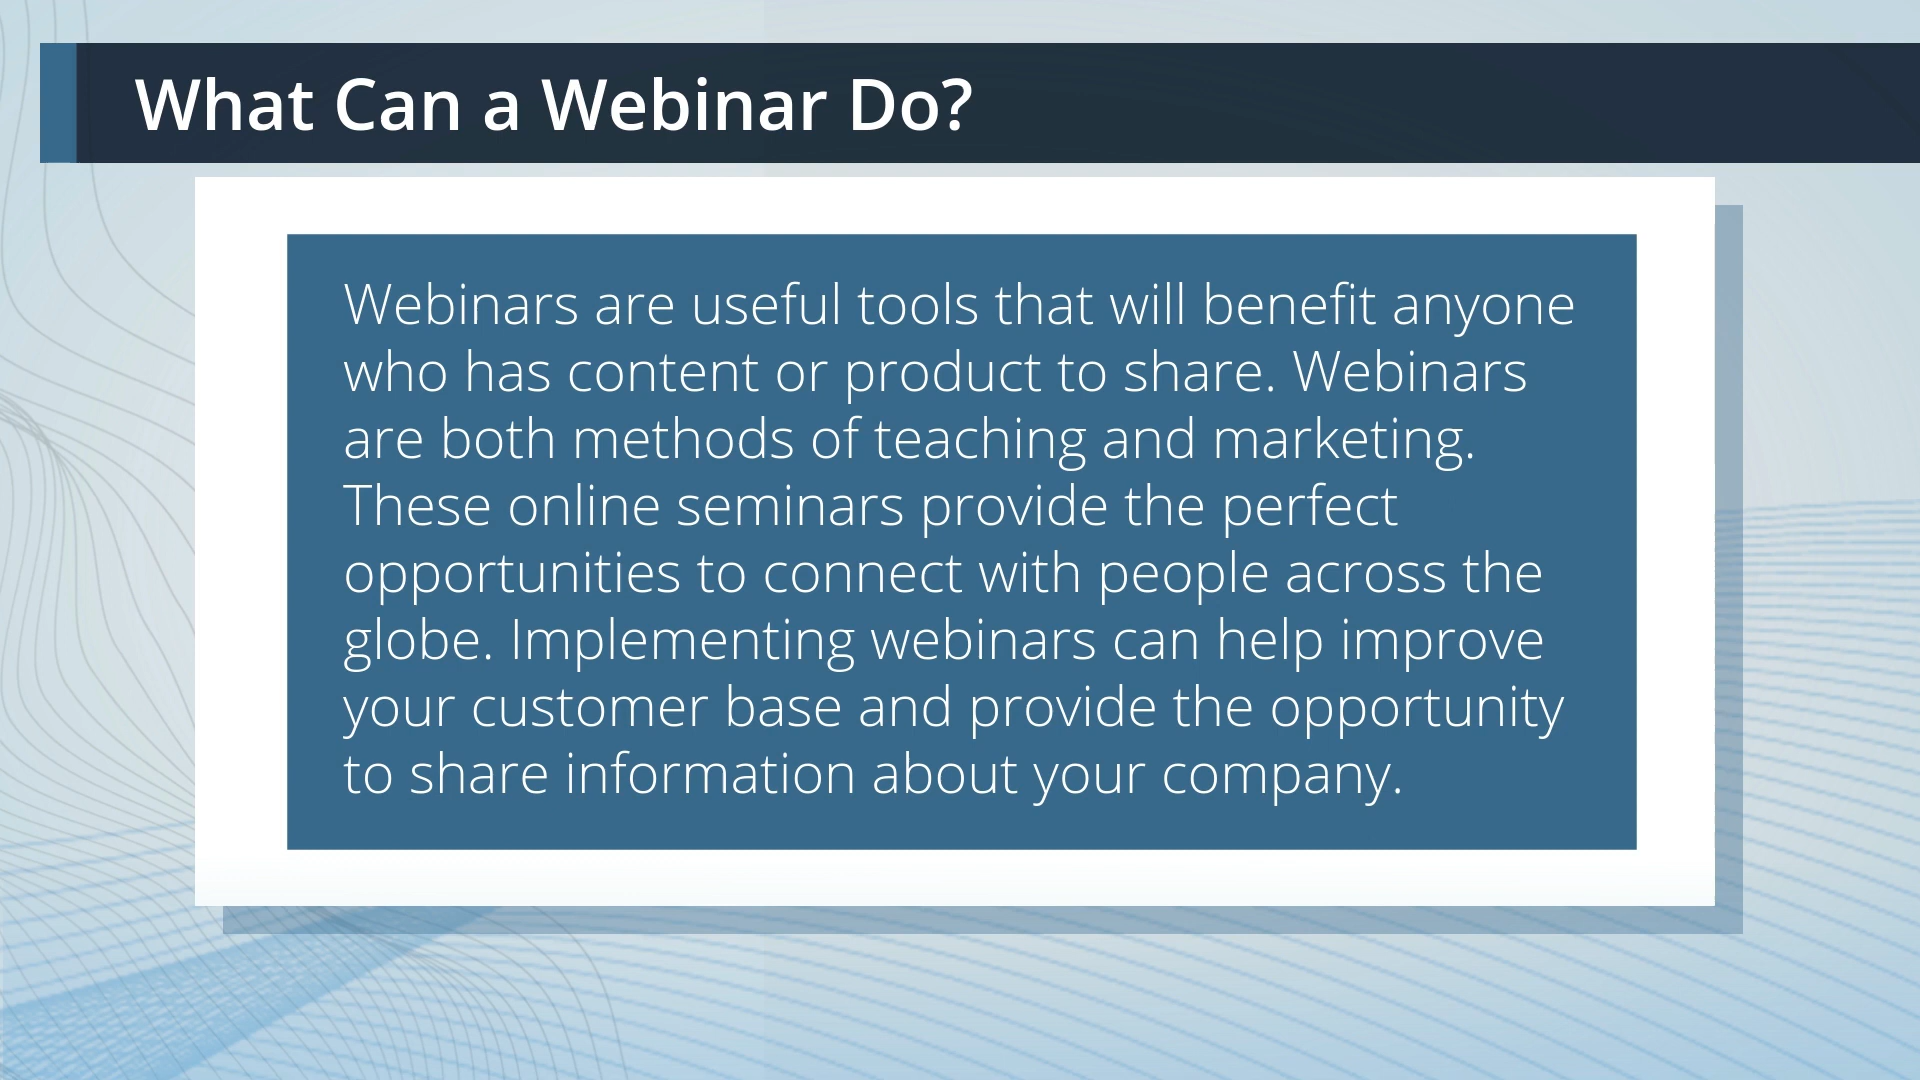 What Can a Webinar Do?
Webinars are useful tools that will benefit anyone
who has content or product to share. Webinars
are both methods of teaching and marketing.
These online seminars provide the perfect
opportunities to connect with people across the
globe. Implementing webinars can help improve
your customer base and provide the opportunity
to share information about your company.